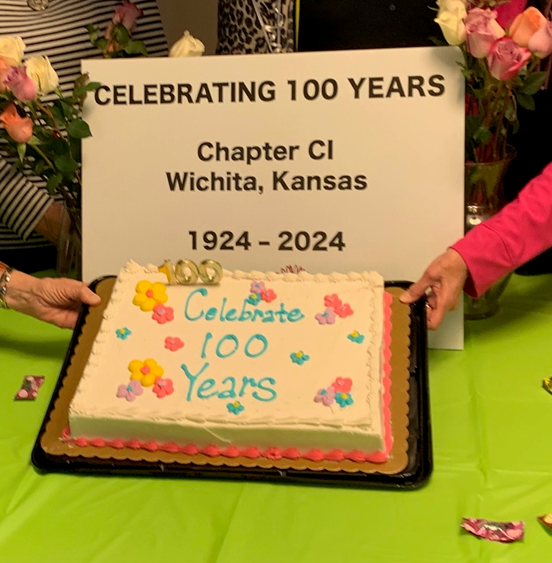 CELEBRATING 100 YEARS
Chapter CI
Wichita, Kansas
1924 – 2024
100
Celebrate
100
Years